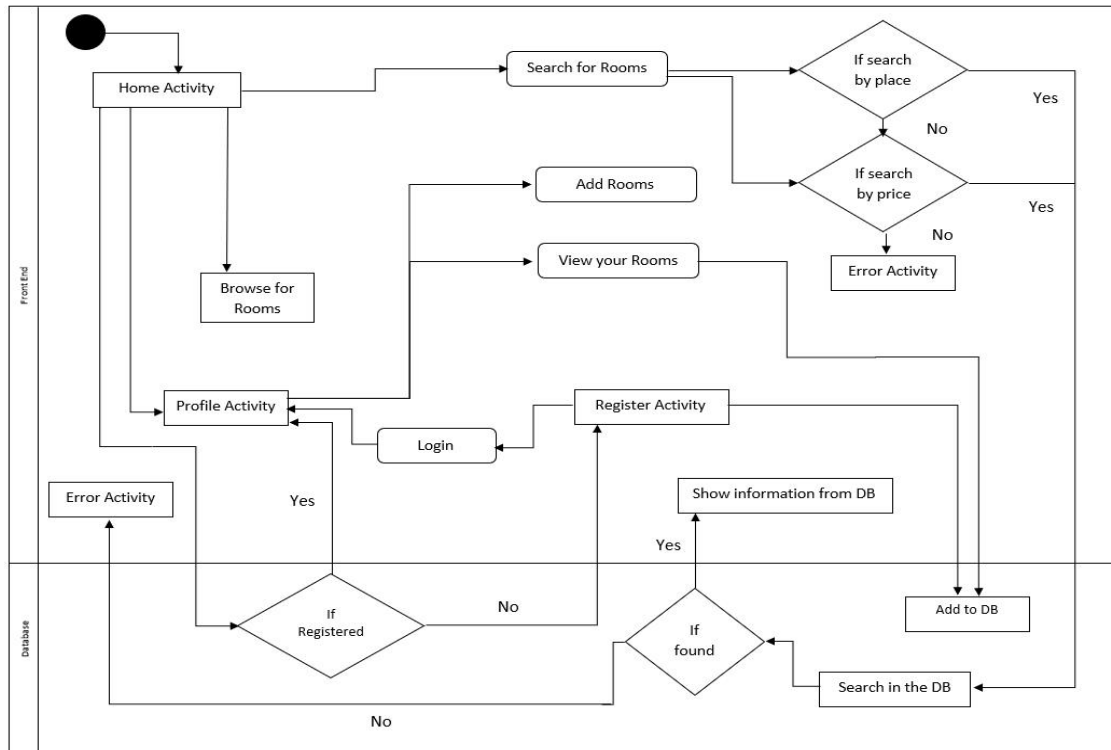 Front End
Home Activity
Search for Rooms
If search
by place
Yes
No
Add Rooms
If search
by price
Yes
No
View your Rooms
Error Activity
Browse for
Rooms
Profile Activity
Register Activity
Login
Error Activity
Yes
Show information from DB
Yes
Database
If
Registered
No
If
found
Add to DB
Search in the DB
No